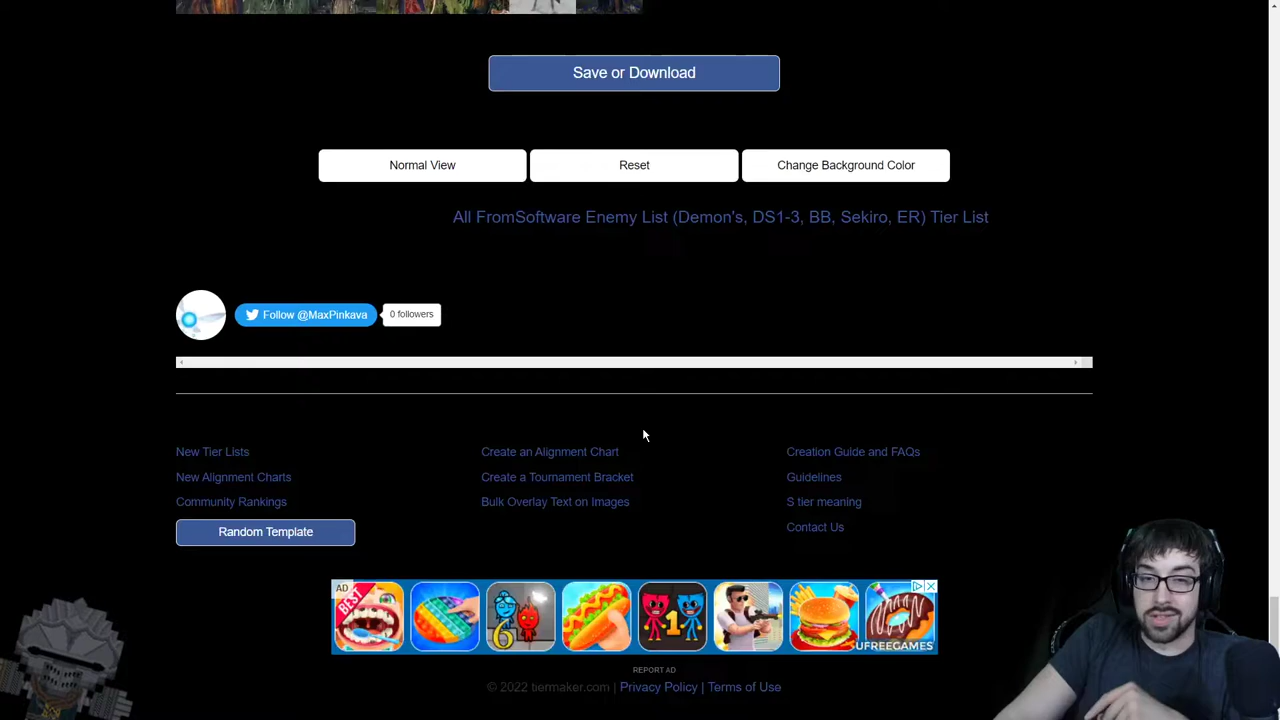 Save or Download
Normal View
Reset
Change Background Color
All FromSoftware Enemy List (Demon's, DS1-3, BB, Sekiro, ER) Tier List
Follow @MaxPinkava
0 followers
New Tier Lists
Create an Alignment Chart
Creation Guide and FAQs
New Alignment Charts
Create a Tournament Bracket
Guidelines
Community Rankings
Bulk Overlay Text on Images
S tier meaning
Random Template
Contact Us
AD
BEST
6
1
UFREEGAMES
REPORT AD
© 2022 tiermaker.com | Privacy Policy | Terms of Use